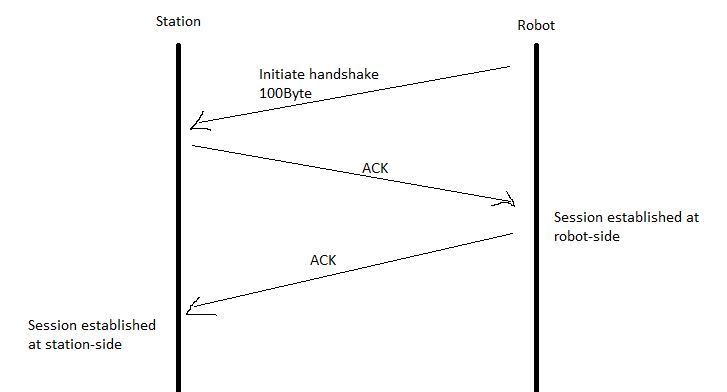 Station
Robot
Initiate handshake
100Byte
ACK
Session established at
robot-side
ACK
Session established
at station-side